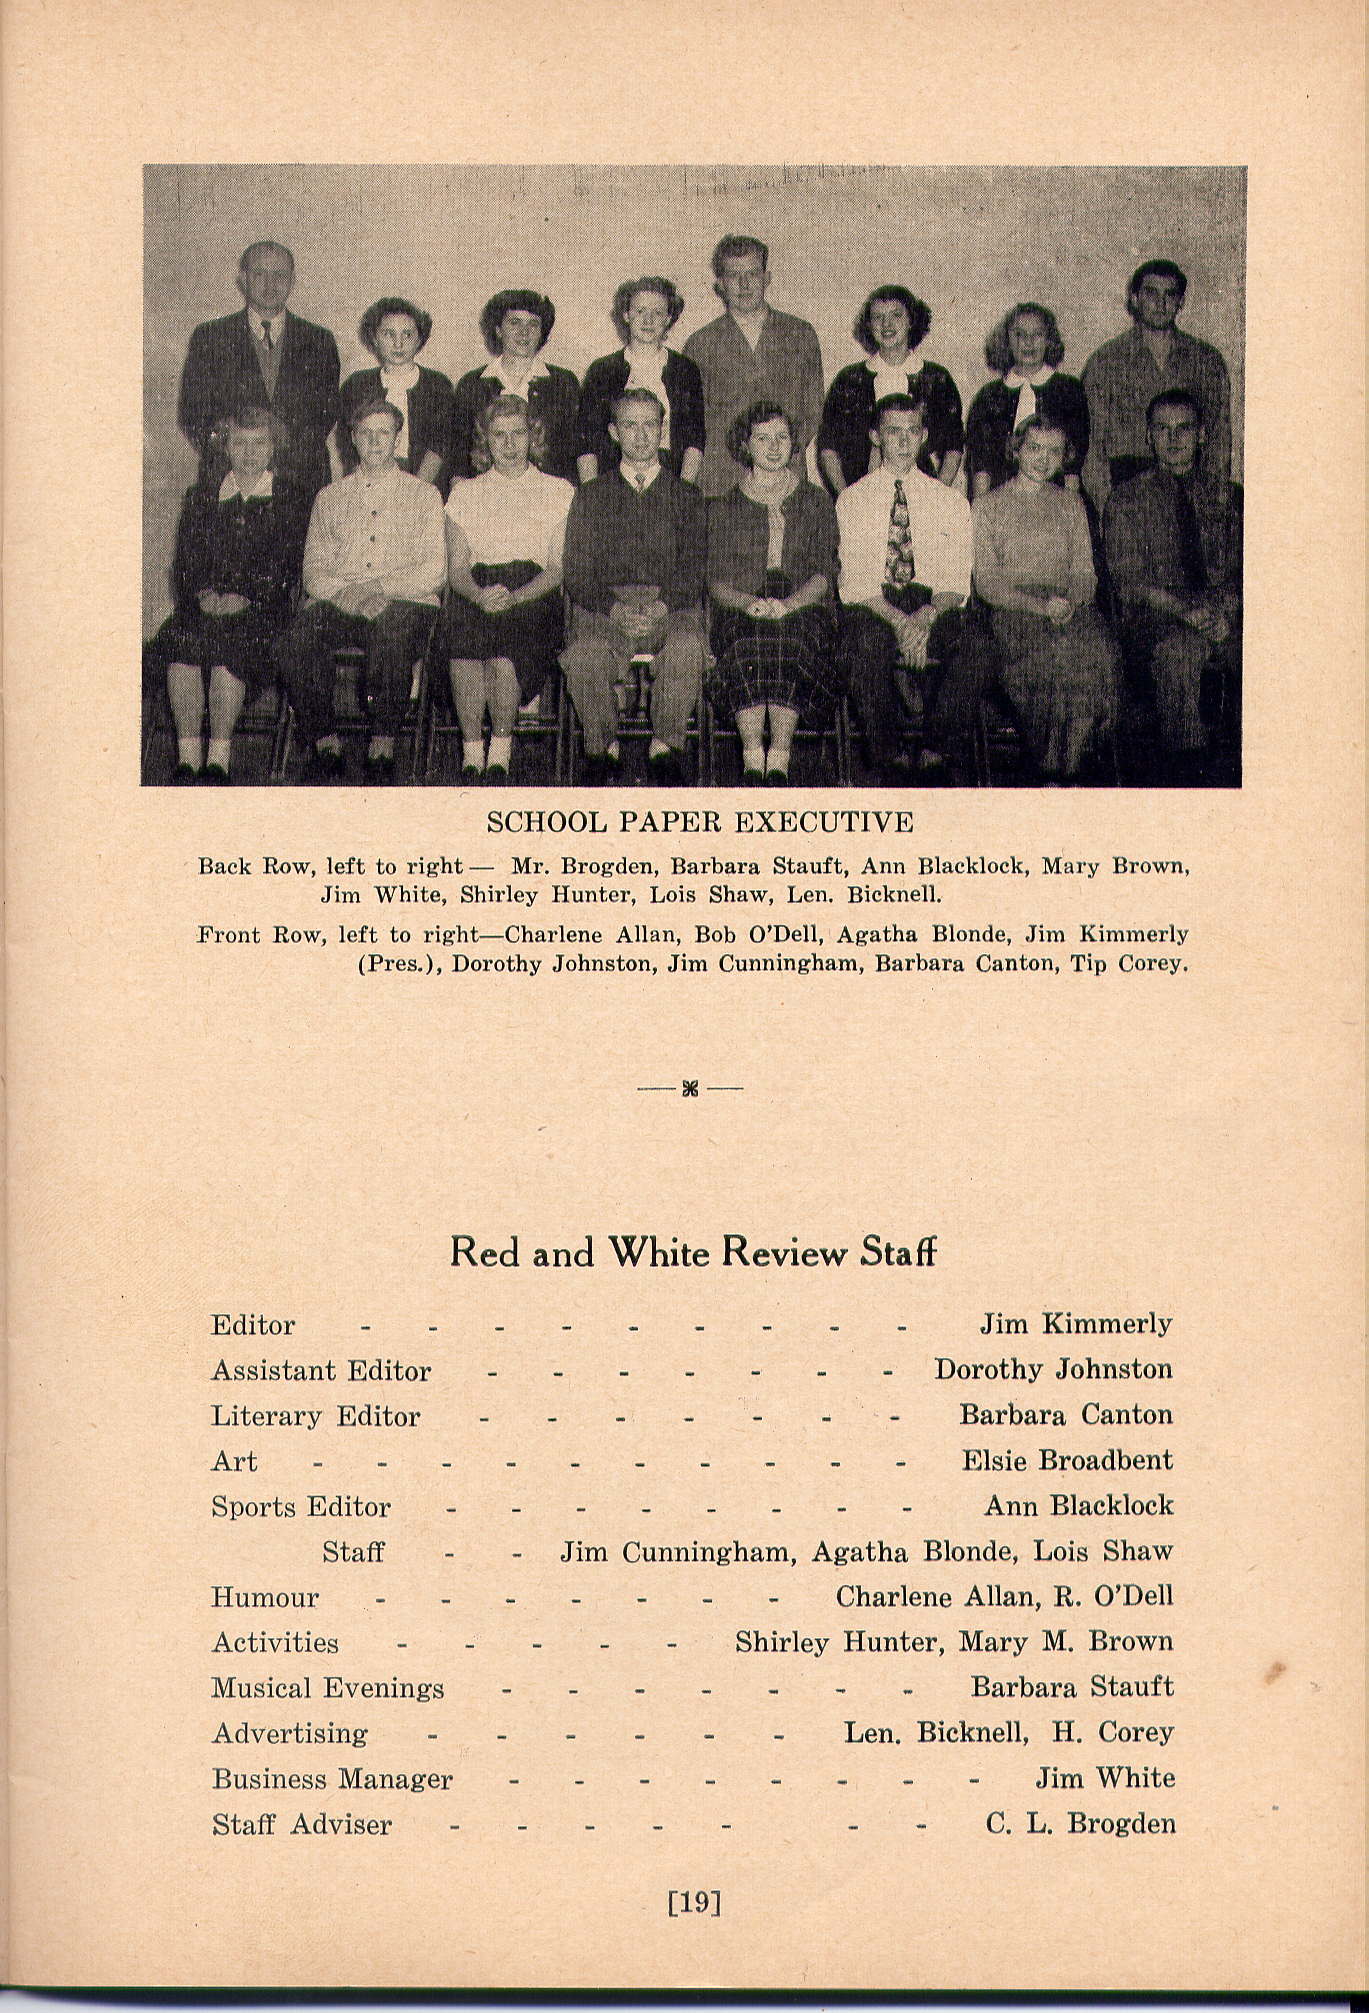 SCHOOL PAPER EXECUTIVE
Back Row, left to right — Mr. Brogden, Barbara Stauft, Ann Blacklock, Mary Brown,
Jim White, Shirley Hunter, Lois Shaw, Len. Bicknell.
Front Row, left to right—Charlene Allan, Bob O'Dell, Agatha Blonde, Jim Kimmerly
(Pres.), Dorothy Johnston, Jim Cunningham, Barbara Canton, Tip Corey.
Red and White Review Staff
Editor - - - - - - - - - Jim Kimmerly
Assistant Editor - - - - - - - Dorothy Johnston
Literary Editor - - - - - - - Barbara Canton
Art - - - - - - - - - - Elsie Broadbent
Sports Editor - - - - - - - - Ann Blacklock
Staff - - Jim Cunningham, Agatha Blonde, Lois Shaw
Humour - - - - - - - Charlene Allan, R. O'Dell
Activities - - - - - Shirley Hunter, Mary M. Brown
Musical Evenings - - - - - - - Barbara Stauft
Advertising - - - - - - Len. Bicknell, H. Corey
Business Manager - - - - - - - - Jim White
Staff Adviser - - - - - - - C. L. Brogden
[19]